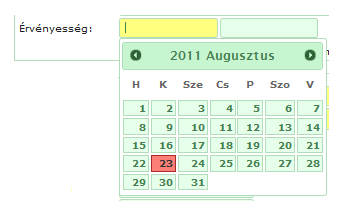 Érvényesség:
2011 Augusztus
H K Sze Cs P Szo V
1 2 3 4 5 6 7
8 9 10 11 12 13 14
15 16 17 18 19 20 21
22 23 24 25 26 27 28
29 30 31